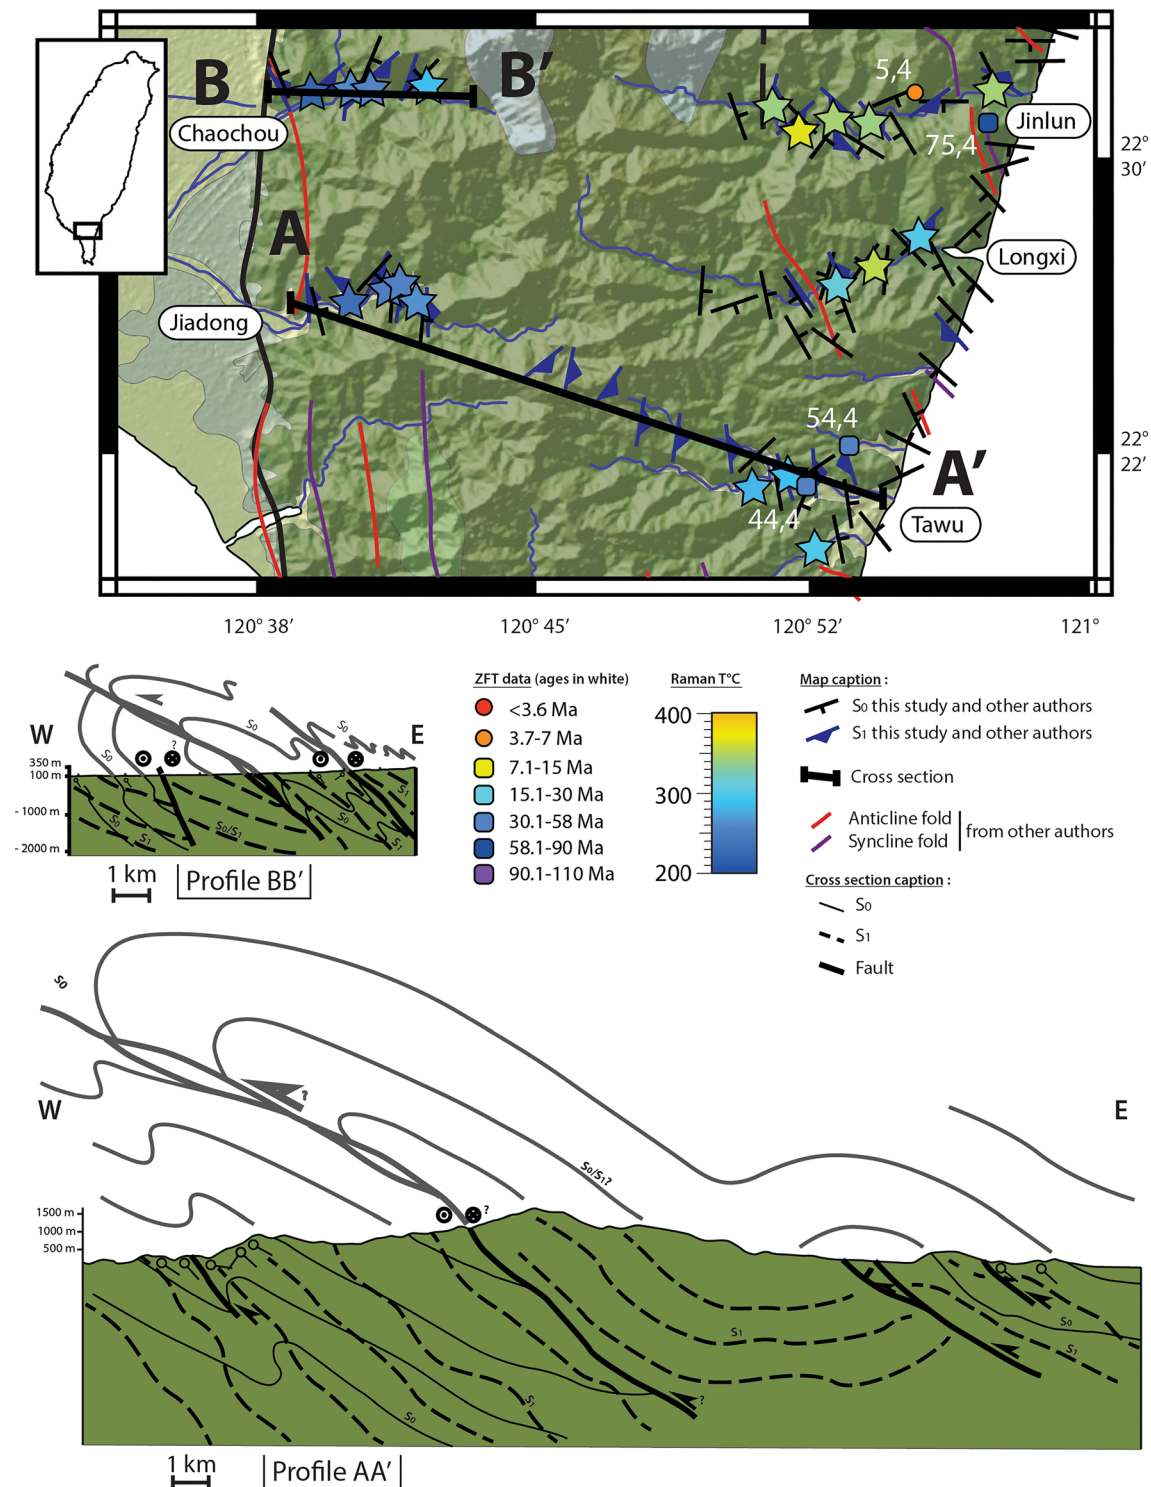 B
B′
5,4
Chaochou
Jinlun
75,4
22°
30′
A
Longxi
Jiadong
54,4
22°
22′
A′
44,4
Tawu
120° 38′
120° 45′
120° 52′
121°
W
E
S0
S0
S0
?
350 m
100 m
- 1000 m
- 2000 m
S0
S1
S0/S1
S0
S1
S1
1 km
Profile BB′
ZFT data (ages in white)
<3.6 Ma
3.7-7 Ma
7.1-15 Ma
15.1-30 Ma
30.1-58 Ma
58.1-90 Ma
90.1-110 Ma
Raman T°C
400
300
200
Map caption :
S0 this study and other authors
S1 this study and other authors
Cross section
Anticline fold
Syncline fold
from other authors
Cross section caption :
S0
S1
Fault
S0
W
E
?
S0/S1?
?
1500 m
1000 m
500 m
S1
S0
S1
S1
S0
?
1 km
Profile AA′